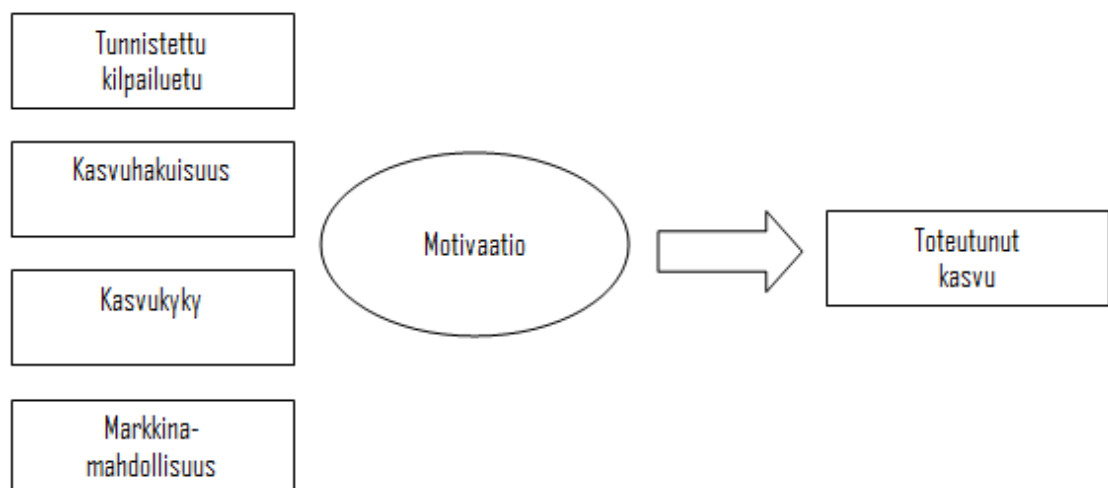 Tunnistettu
kilpailuetu
Kasvuhakuisuus
Kasvukyky
Markkina-
mahdollisuus
Motivaatio
Toteutunut
kasvu